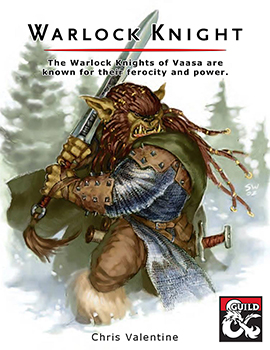 Warlock Knight
The Warlock Knights of Vaasa are
known for their ferocity and power.
Chris Valentine
GUILD